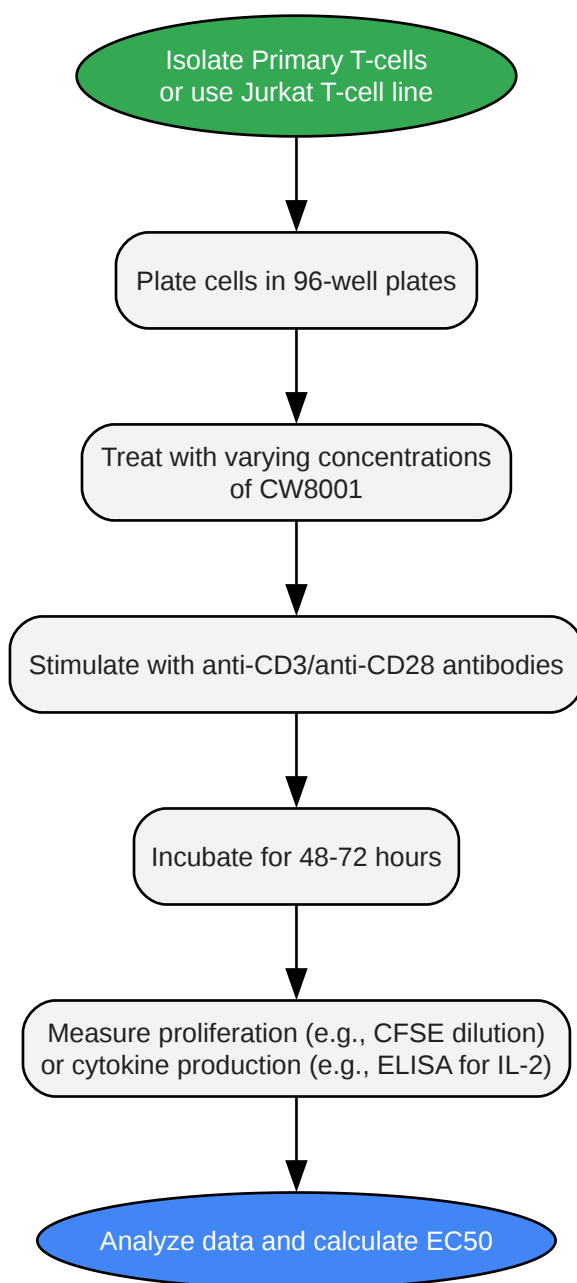 Isolate Primary T-cells
or use Jurkat T-cell line
Plate cells in 96-well plates
Treat with varying concentrations
of CW8001
Stimulate with anti-CD3/anti-CD28 antibodies
Incubate for 48-72 hours
Measure proliferation (e.g., CFSE dilution)
or cytokine production (e.g., ELISA for IL-2)
Analyze data and calculate EC50